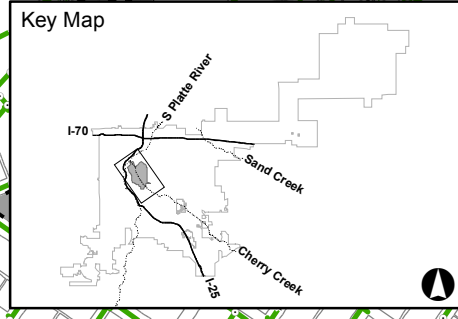 Key Map
S Platte River
I-70
Sand Creek
Cherry Creek
I-25